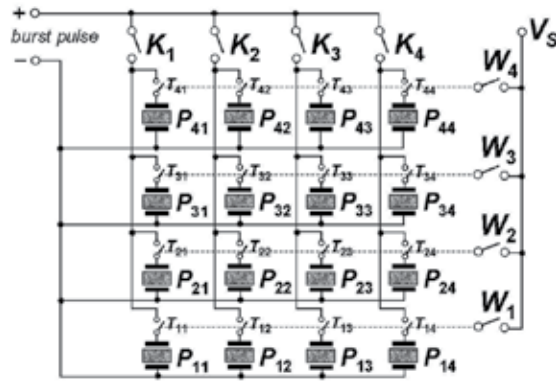 +
burst pulse
−
K1 K2 K3 K4 VS
T41 T42 T43 T44 W4
P41 P42 P43 P44
T31 T32 T33 T34 W3
P31 P32 P33 P34
T21 T22 T23 T24 W2
P21 P22 P23 P24
T11 T12 T13 T14 W1
P11 P12 P13 P14